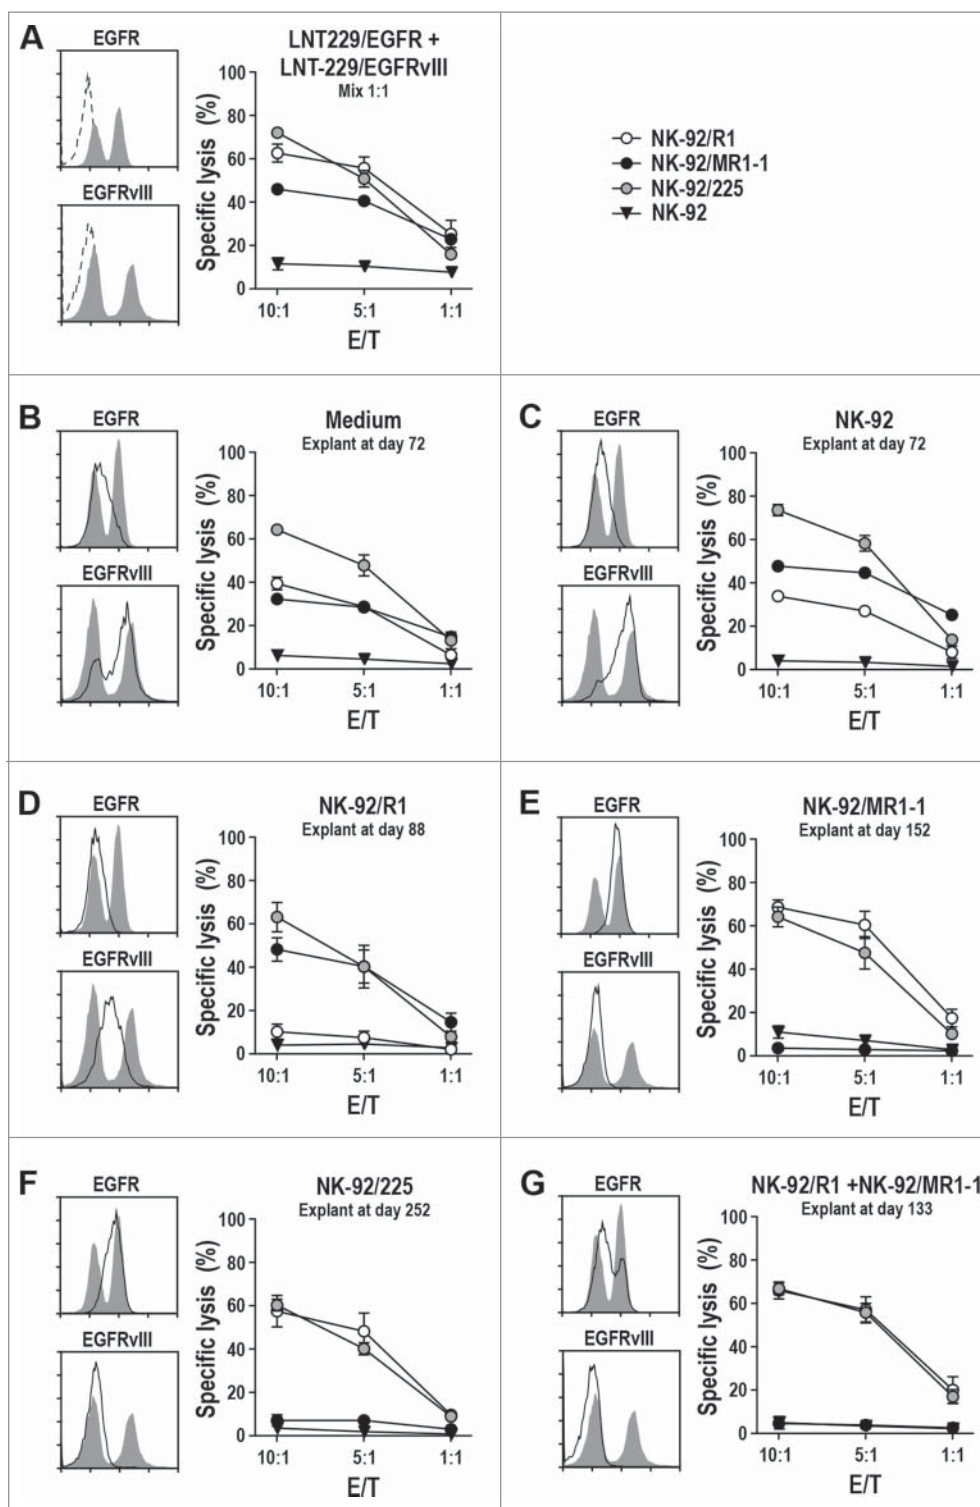 A
EGFR
EGFRvIII
LNT229/EGFR +
LNT-229/EGFRvIII
Mix 1:1
Specific lysis (%)
100
80
60
40
20
0
10:1 5:1 1:1
E/T
NK-92/R1
NK-92/MR1-1
NK-92/225
NK-92
B
EGFR
EGFRvIII
Medium
Explant at day 72
Specific lysis (%)
100
80
60
40
20
0
10:1 5:1 1:1
E/T
C
EGFR
EGFRvIII
NK-92
Explant at day 72
Specific lysis (%)
100
80
60
40
20
0
10:1 5:1 1:1
E/T
D
EGFR
EGFRvIII
NK-92/R1
Explant at day 88
Specific lysis (%)
100
80
60
40
20
0
10:1 5:1 1:1
E/T
E
EGFR
EGFRvIII
NK-92/MR1-1
Explant at day 152
Specific lysis (%)
100
80
60
40
20
0
10:1 5:1 1:1
E/T
F
EGFR
EGFRvIII
NK-92/225
Explant at day 252
Specific lysis (%)
100
80
60
40
20
0
10:1 5:1 1:1
E/T
G
EGFR
EGFRvIII
NK-92/R1 +NK-92/MR1-1
Explant at day 133
Specific lysis (%)
100
80
60
40
20
0
10:1 5:1 1:1
E/T